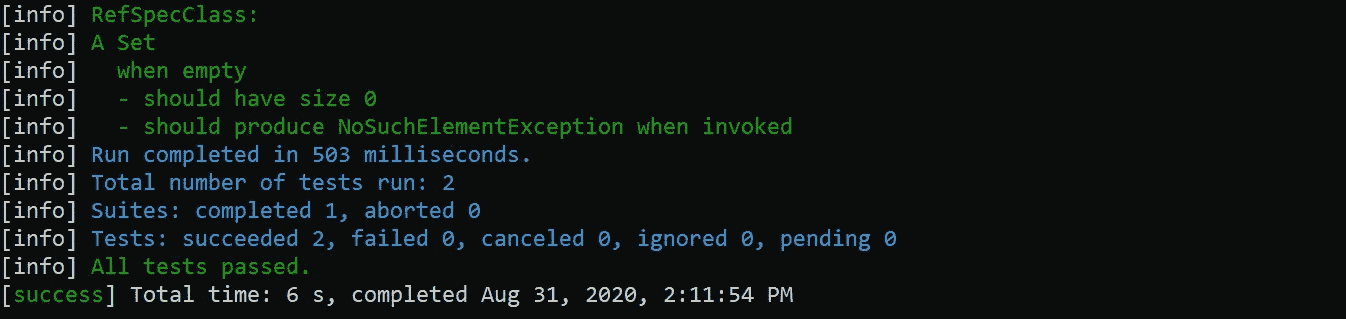 [info] RefSpecClass:
[info] A Set
[info]   when empty
[info]   - should have size 0
[info]   - should produce NoSuchElementException when invoked
[info] Run completed in 503 milliseconds.
[info] Total number of tests run: 2
[info] Suites: completed 1, aborted 0
[info] Tests: succeeded 2, failed 0, canceled 0, ignored 0, pending 0
[info] All tests passed.
[success] Total time: 6 s, completed Aug 31, 2020, 2:11:54 PM